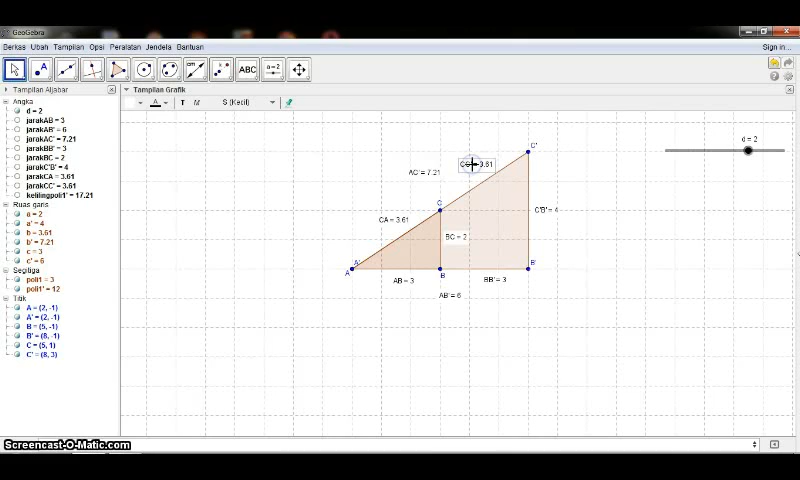 GeoGebra
Berkas Ubah Tampilan Opsi Peralatan Jendela Bantuan
Sign in...
ABC
a = 2
Tampilan Aljabar
Tampilan Grafik
A
T
M
S (Kecil)
Angka
d = 2
jarakAB = 3
jarakAB' = 6
jarakAC' = 7.21
jarakBB' = 3
jarakBC = 2
jarakC'B' = 4
jarakCA = 3.61
jarakCC' = 3.61
kelilingpoli1' = 17.21
Ruas garis
a = 2
a' = 4
b = 3.61
b' = 7.21
c = 3
c' = 6
Segitiga
poli1 = 3
poli1' = 12
Titik
A = (2, -1)
A' = (2, -1)
B = (5, -1)
B' = (8, -1)
C = (5, 1)
C' = (8, 3)
d = 2
C'
AC' = 7.21
C
CA = 3.61
C'B' = 4
BC = 2
A'
A
B
B'
AB = 3
BB' = 3
AB' = 6
Screencast-O-Matic.com